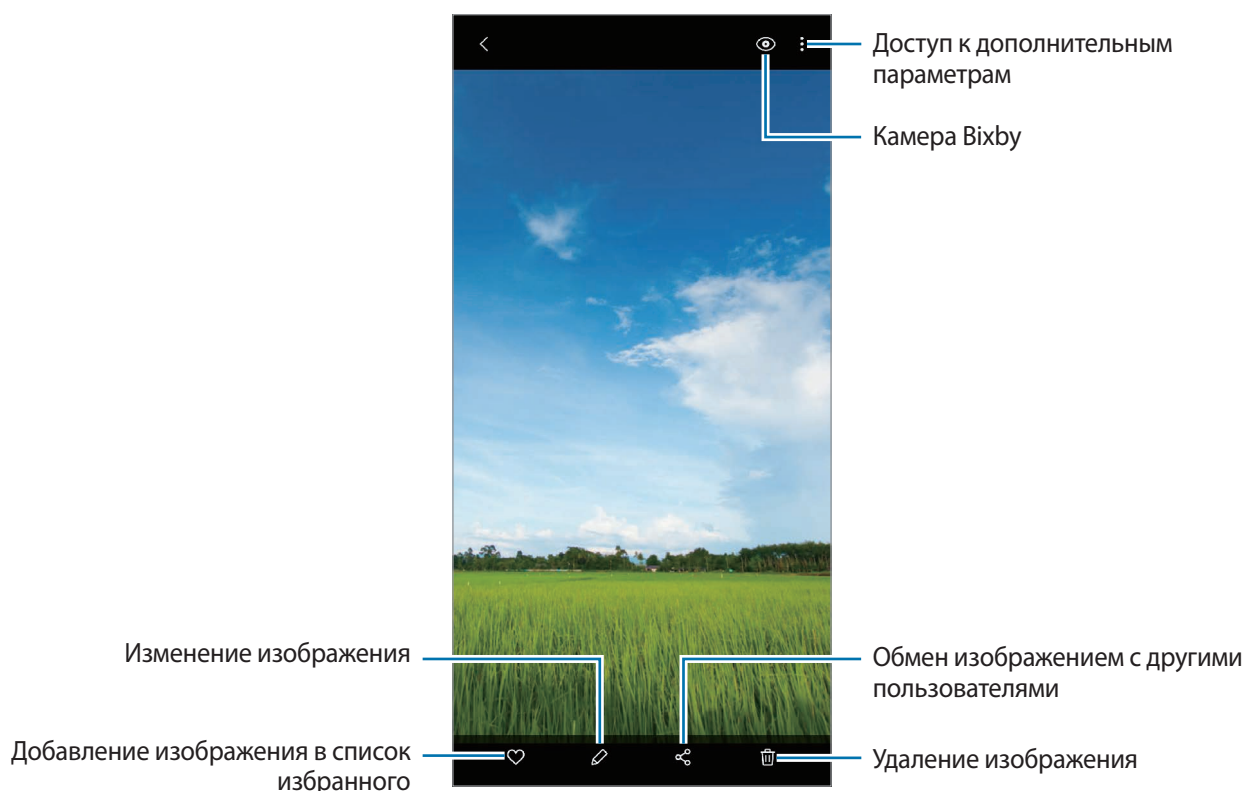 Доступ к дополнительным
параметрам
Камера Bixby
Изменение изображения
Обмен изображением с другими
пользователями
Добавление изображения в список
избранного
Удаление изображения